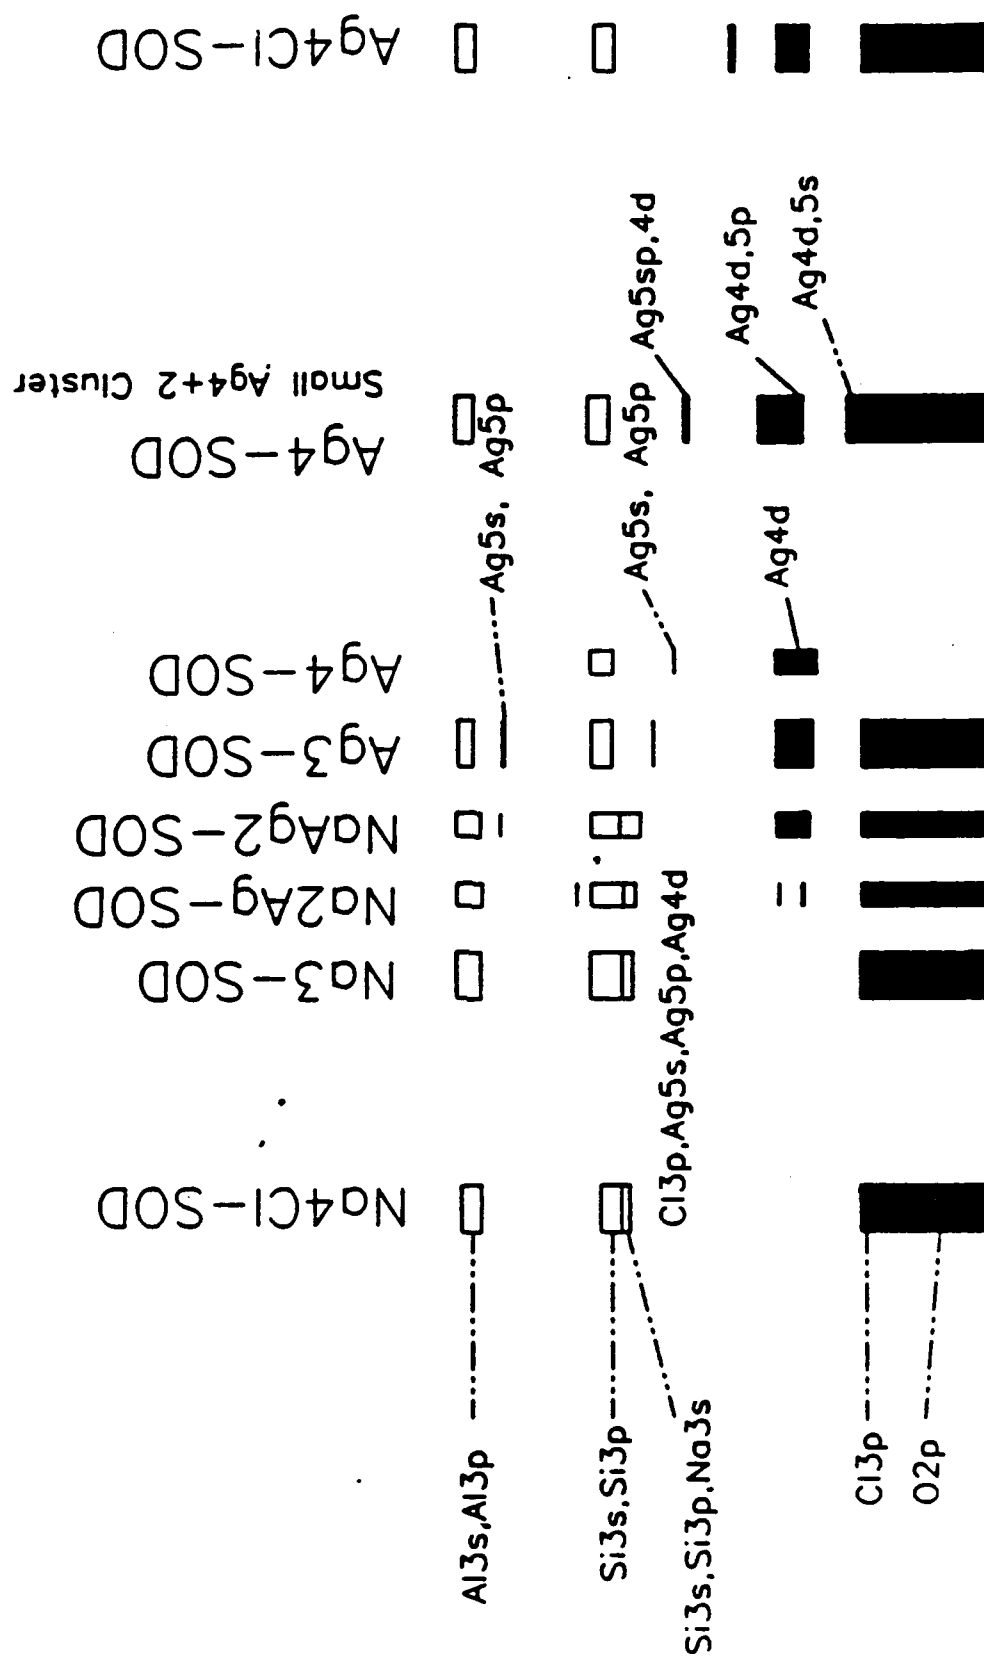 Ag4Cl-SOD
Small Ag4+2 Cluster
Ag4-SOD
Ag4-SOD
Ag3-SOD
NaAg2-SOD
Na2Ag-SOD
Na3-SOD
Na4Cl-SOD
Ag5s, Ag5p
Ag5s, Ag5p
Ag5sp,4d
Ag4d,5p
Ag4d,5s
Ag4d
Cl3p,Ag5s,Ag5p,Ag4d
Al3s,Al3p
Si3s,Si3p
Si3s,Si3p,Na3s
Cl3p
O2p